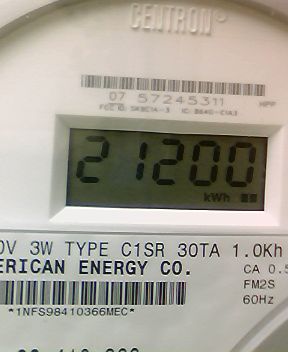 CENTRON®
07 57245311
HPP
21200
kWh
0V 3W TYPE C1SR 30TA 1.0Kh
ERICAN ENERGY CO.
CA 0.5
FM2S
60Hz
*1NFS98410366MEC*